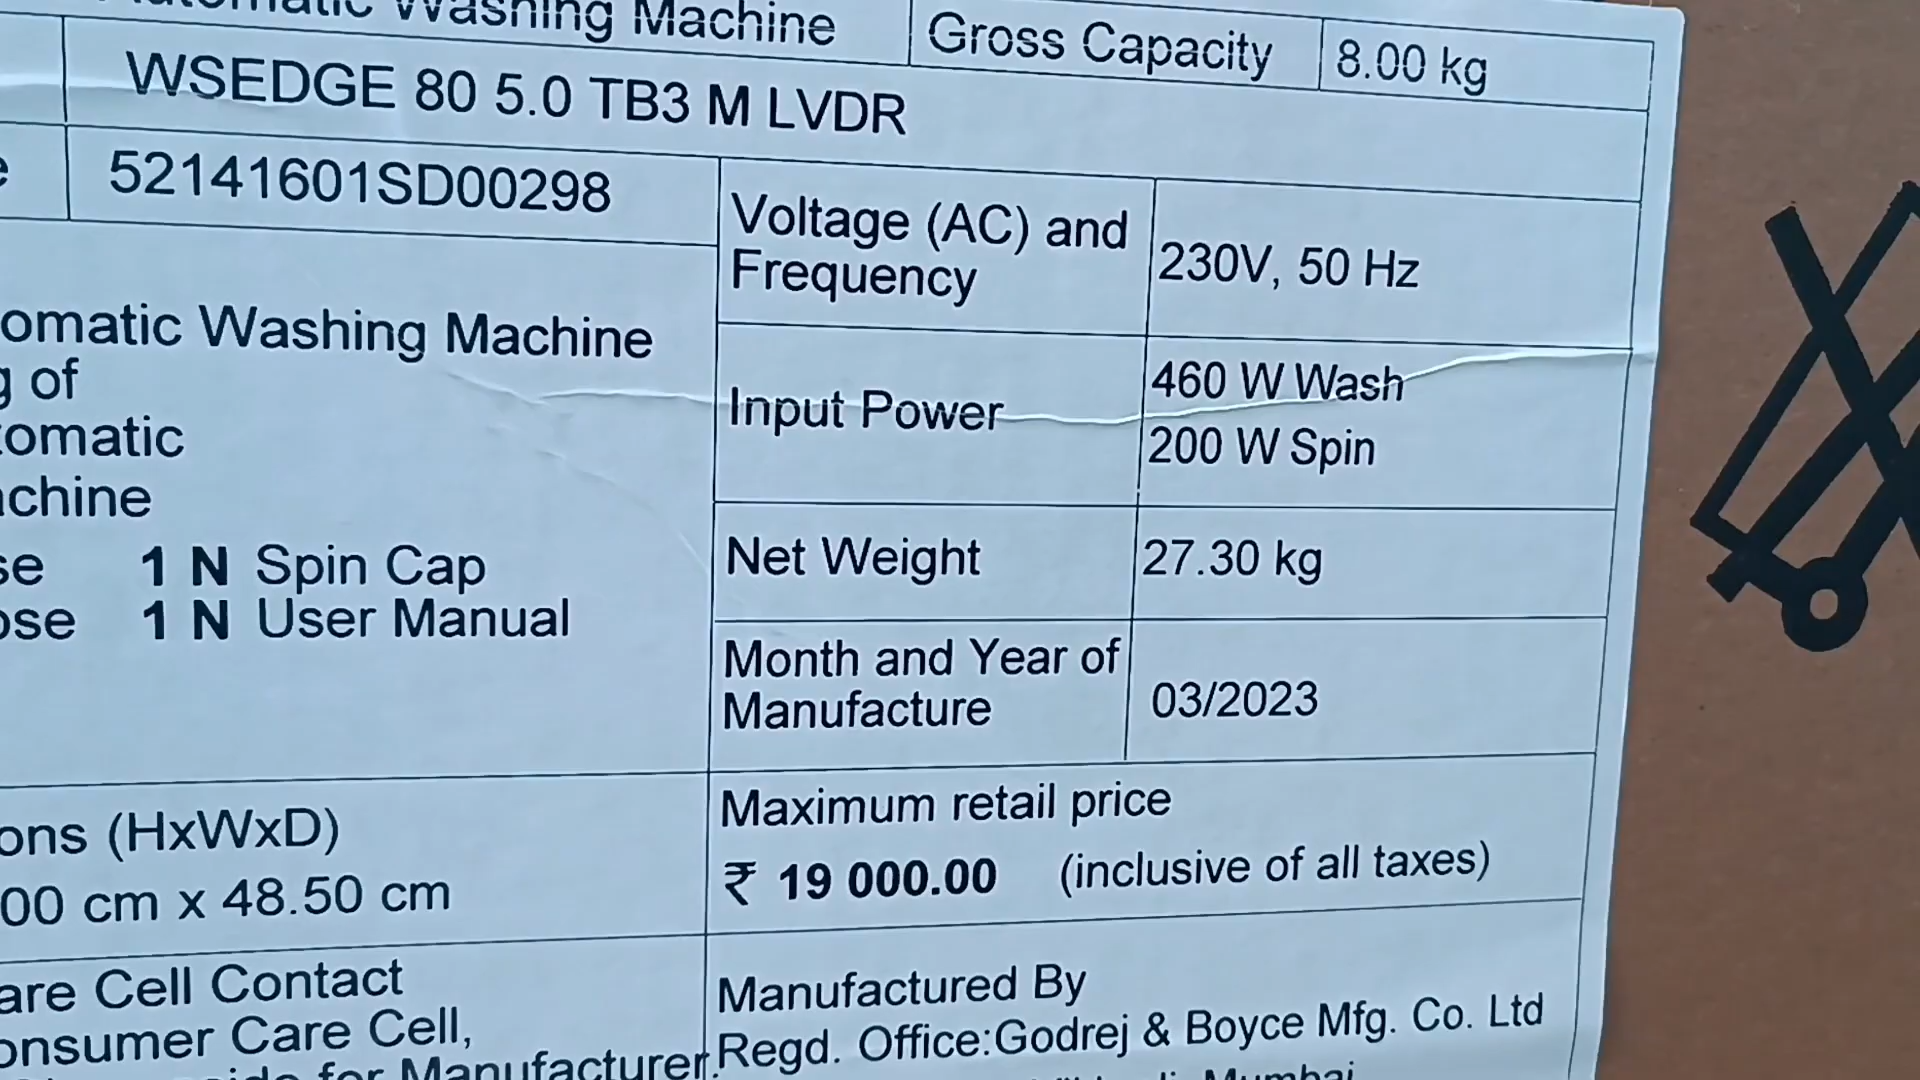 Automatic Washing Machine
Gross Capacity
8.00 kg
WSEDGE 80 5.0 TB3 M LVDR
52141601SD00298
Voltage (AC) and
Frequency
230V, 50 Hz
omatic Washing Machine
g of
tomatic
achine
Input Power
460 W Wash
200 W Spin
se 1 N Spin Cap
ose 1 N User Manual
Net Weight
27.30 kg
Month and Year of
Manufacture
03/2023
ons (HxWxD)
00 cm x 48.50 cm
Maximum retail price
₹ 19 000.00 (inclusive of all taxes)
are Cell Contact
onsumer Care Cell,
for Manufacturer.
Manufactured By
Regd. Office:Godrej & Boyce Mfg. Co. Ltd
Mumbai